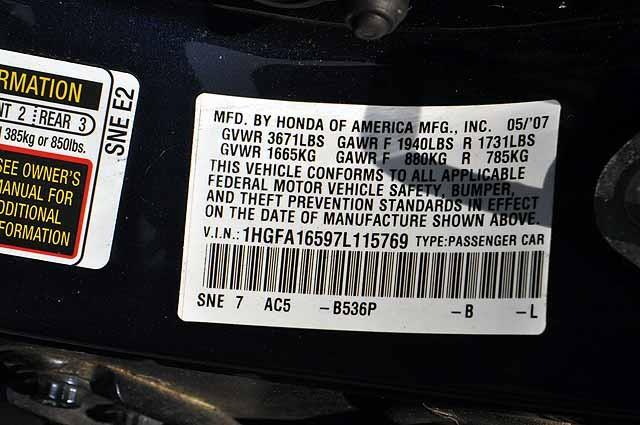 RMATION
NT 2 REAR 3
385kg or 850lbs.
SEE OWNER'S
MANUAL FOR
ADDITIONAL
FORMATION
SNE E2
MFD. BY HONDA OF AMERICA MFG., INC. 05/'07
GVWR 3671LBS GAWR F 1940LBS R 1731LBS
GVWR 1665KG GAWR F 880KG R 785KG
THIS VEHICLE CONFORMS TO ALL APPLICABLE
FEDERAL MOTOR VEHICLE SAFETY, BUMPER,
AND THEFT PREVENTION STANDARDS IN EFFECT
ON THE DATE OF MANUFACTURE SHOWN ABOVE.
V.I.N.: 1HGFA16597L115769 TYPE:PASSENGER CAR
SNE 7 AC5 –B536P –B –L